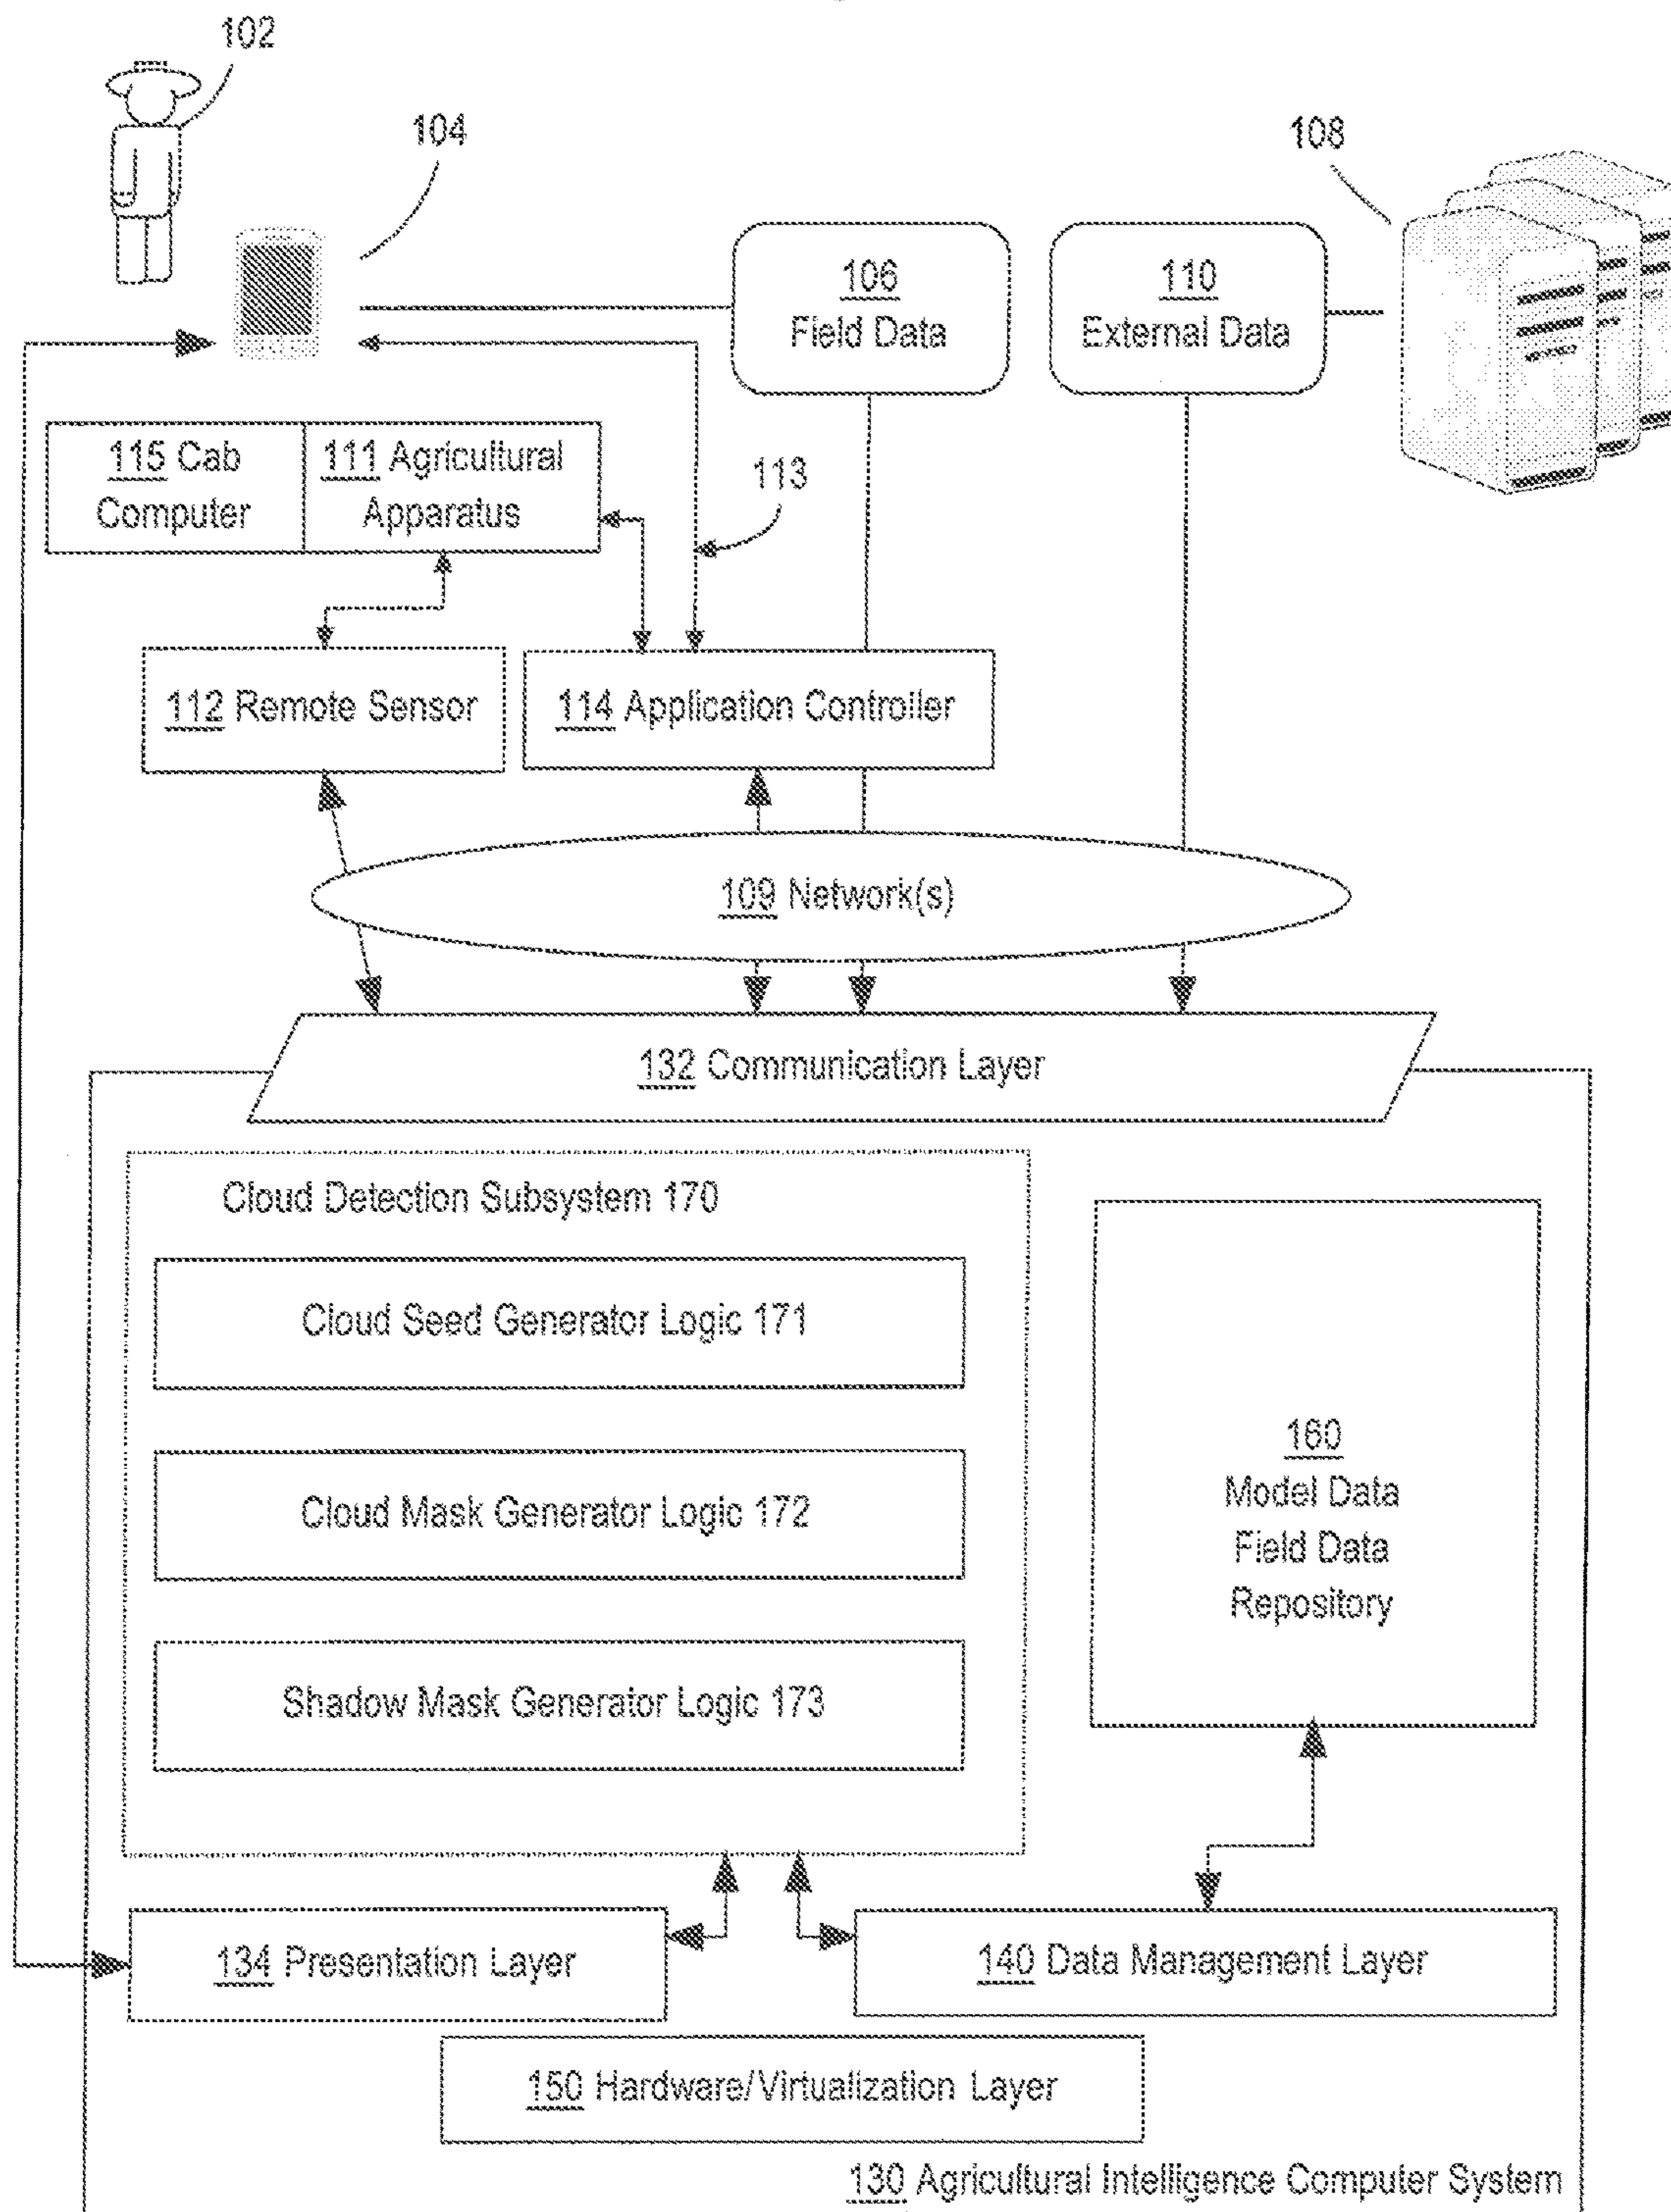 102
104
108
106
Field Data
110
External Data
115 Cab
Computer
111 Agricultural
Apparatus
113
112 Remote Sensor
114 Application Controller
109 Network(s)
132 Communication Layer
Cloud Detection Subsystem 170
Cloud Seed Generator Logic 171
Cloud Mask Generator Logic 172
Shadow Mask Generator Logic 173
160
Model Data
Field Data
Repository
134 Presentation Layer
140 Data Management Layer
150 Hardware/Virtualization Layer
130 Agricultural Intelligence Computer System